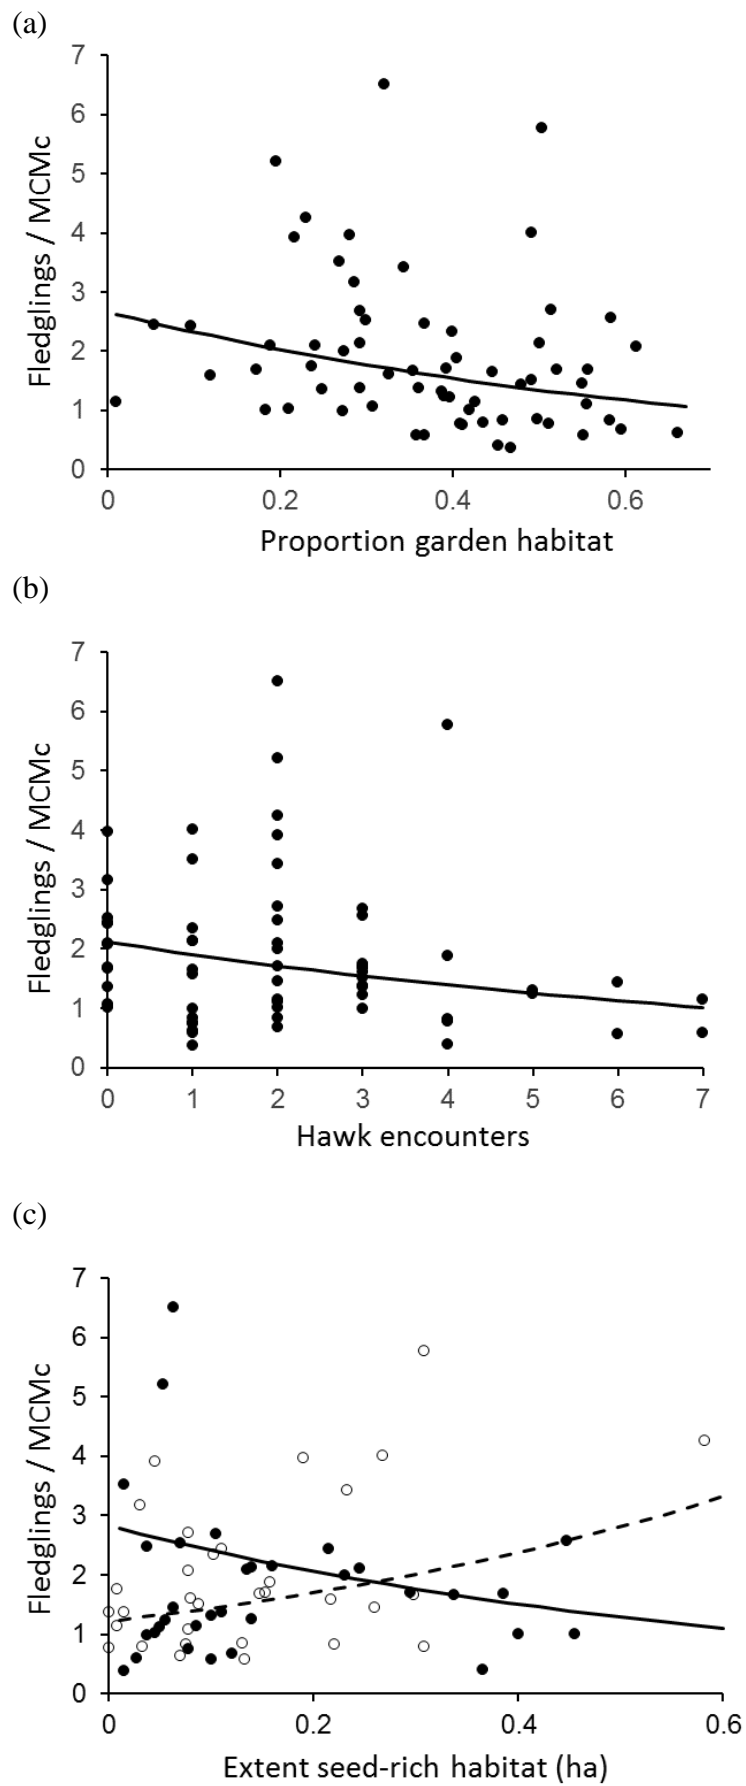 (a)
7
6
5
4
3
2
1
0
Fledglings / MCMc
0 0.2 0.4 0.6
Proportion garden habitat
(b)
7
6
5
4
3
2
1
0
Fledglings / MCMc
0 1 2 3 4 5 6 7
Hawk encounters
(c)
7
6
5
4
3
2
1
0
Fledglings / MCMc
0 0.2 0.4 0.6
Extent seed-rich habitat (ha)